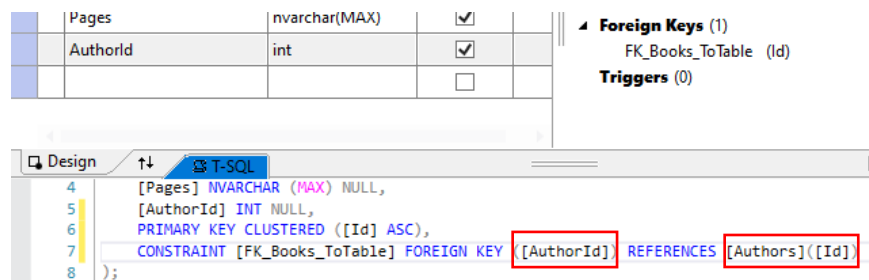 Pages nvarchar(MAX)
AuthorId int
Foreign Keys (1)
FK_Books_ToTable (Id)
Triggers (0)
Design T-SQL
4 [Pages] NVARCHAR (MAX) NULL,
5 [AuthorId] INT NULL,
6 PRIMARY KEY CLUSTERED ([Id] ASC),
7 CONSTRAINT [FK_Books_ToTable] FOREIGN KEY ([AuthorId]) REFERENCES [Authors]([Id])
8 );